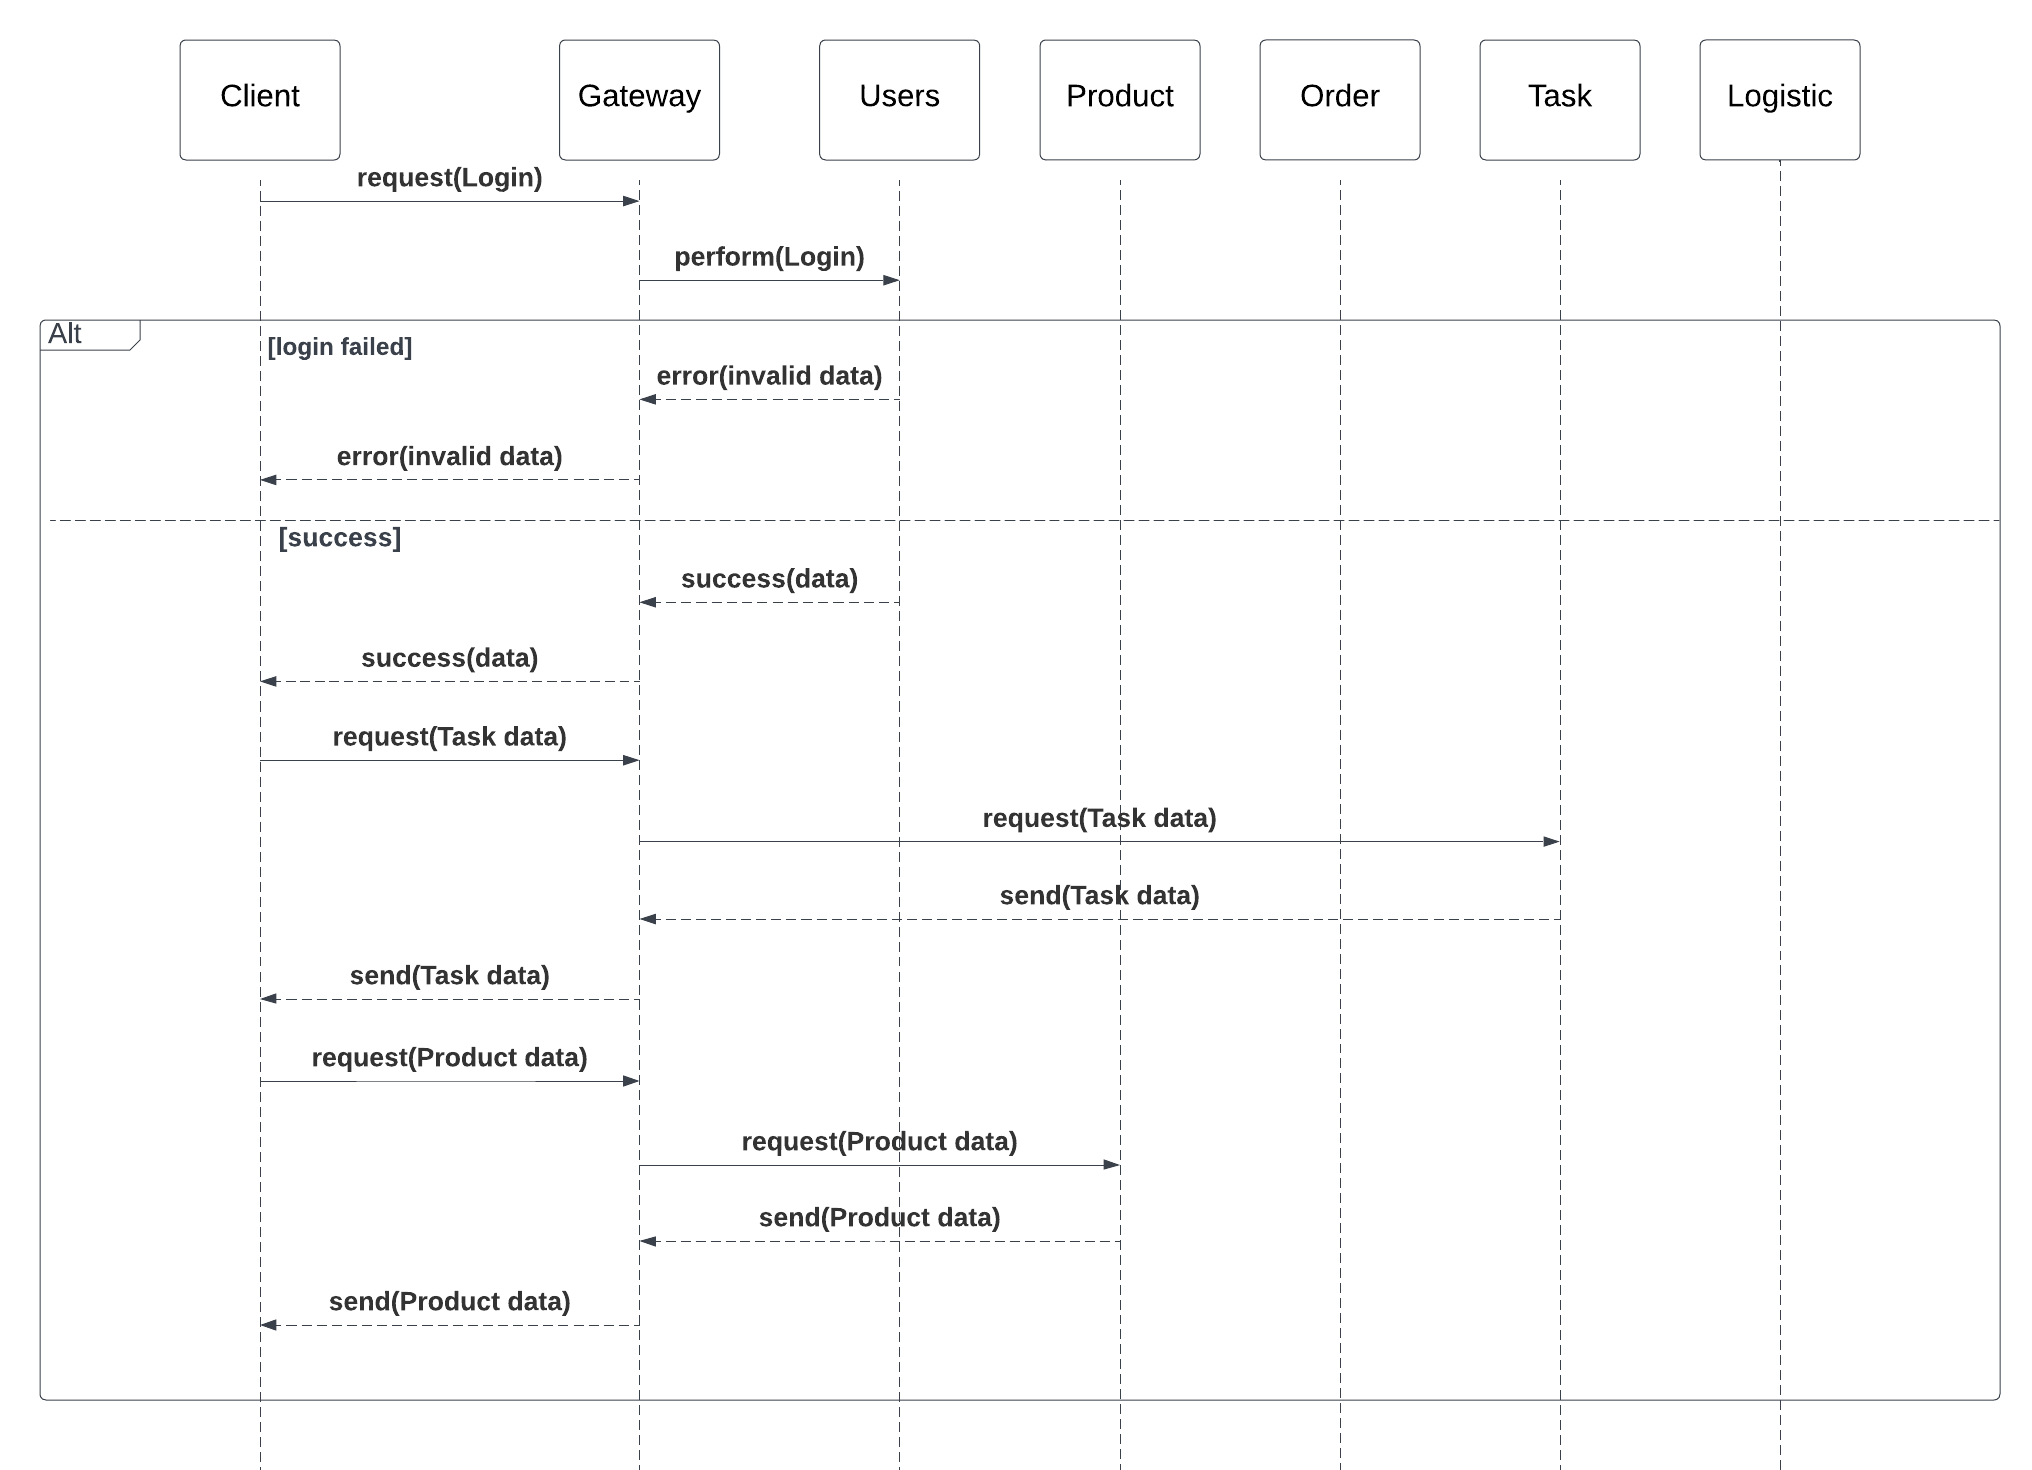 Client
Gateway
Users
Product
Order
Task
Logistic
request(Login)
perform(Login)
Alt
[login failed]
error(invalid data)
error(invalid data)
[success]
success(data)
success(data)
request(Task data)
request(Task data)
send(Task data)
send(Task data)
request(Product data)
request(Product data)
send(Product data)
send(Product data)